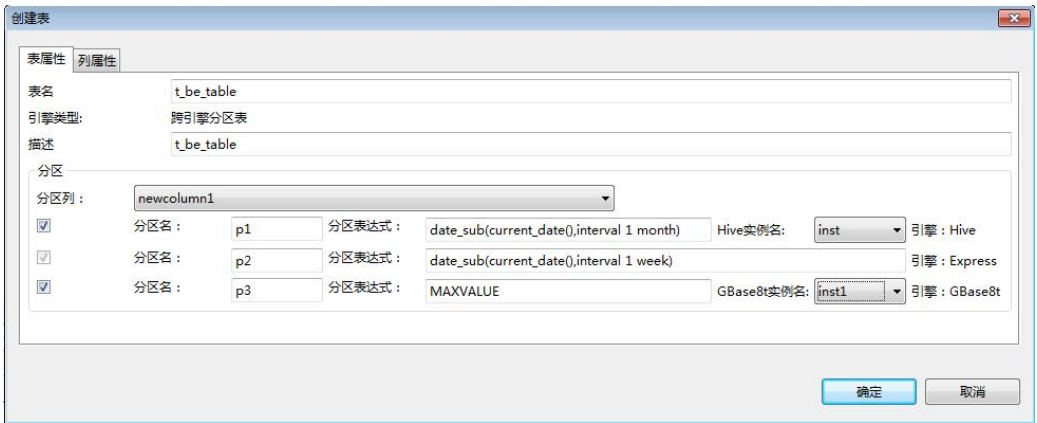 创建表
表属性 列属性
表名 t_be_table
引擎类型: 跨引擎分区表
描述 t_be_table
分区
分区列： newcolumn1
分区名： p1 分区表达式： date_sub(current_date(),interval 1 month) Hive实例名: inst 引擎：Hive
分区名： p2 分区表达式： date_sub(current_date(),interval 1 week) 引擎：Express
分区名： p3 分区表达式： MAXVALUE GBase8t实例名: inst1 引擎：GBase8t
确定 取消